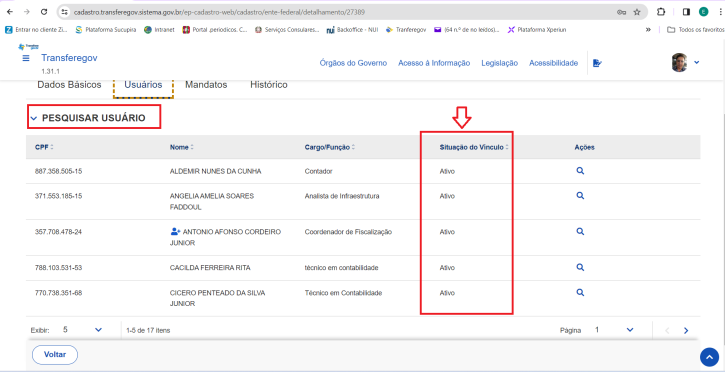 cadastro.transferegov.sistema.gov.br/ep-cadastro-web/cadastro/ente-federal/detalhamento/27389
Entrar no cliente Zi... Plataforma Sucupira Intranet Portal .periodicos. C... Serviços Consulares... nui Backoffice - NUI Tranferegov (64 n.º de não leídos)... Plataforma Xperiun » Todos os favoritos
Transferegov
1.31.1
Órgãos do Governo Acesso à Informação Legislação Acessibilidade
Dados Básicos Usuários Mandatos Histórico
PESQUISAR USUÁRIO
CPF Nome Cargo/Função Situação do Vínculo Ações
887.358.505-15 ALDEMIR NUNES DA CUNHA Contador Ativo
371.553.185-15 ANGELIA AMELIA SOARES FADDOUL Analista de Infraestrutura Ativo
357.708.478-24 ANTONIO AFONSO CORDEIRO JUNIOR Coordenador de Fiscalização Ativo
788.103.531-53 CACILDA FERREIRA RITA técnico em contabilidade Ativo
770.738.351-68 CICERO PENTEADO DA SILVA JUNIOR Técnico em Contabilidade Ativo
Exibir: 5 1-5 de 17 itens Página 1
Voltar